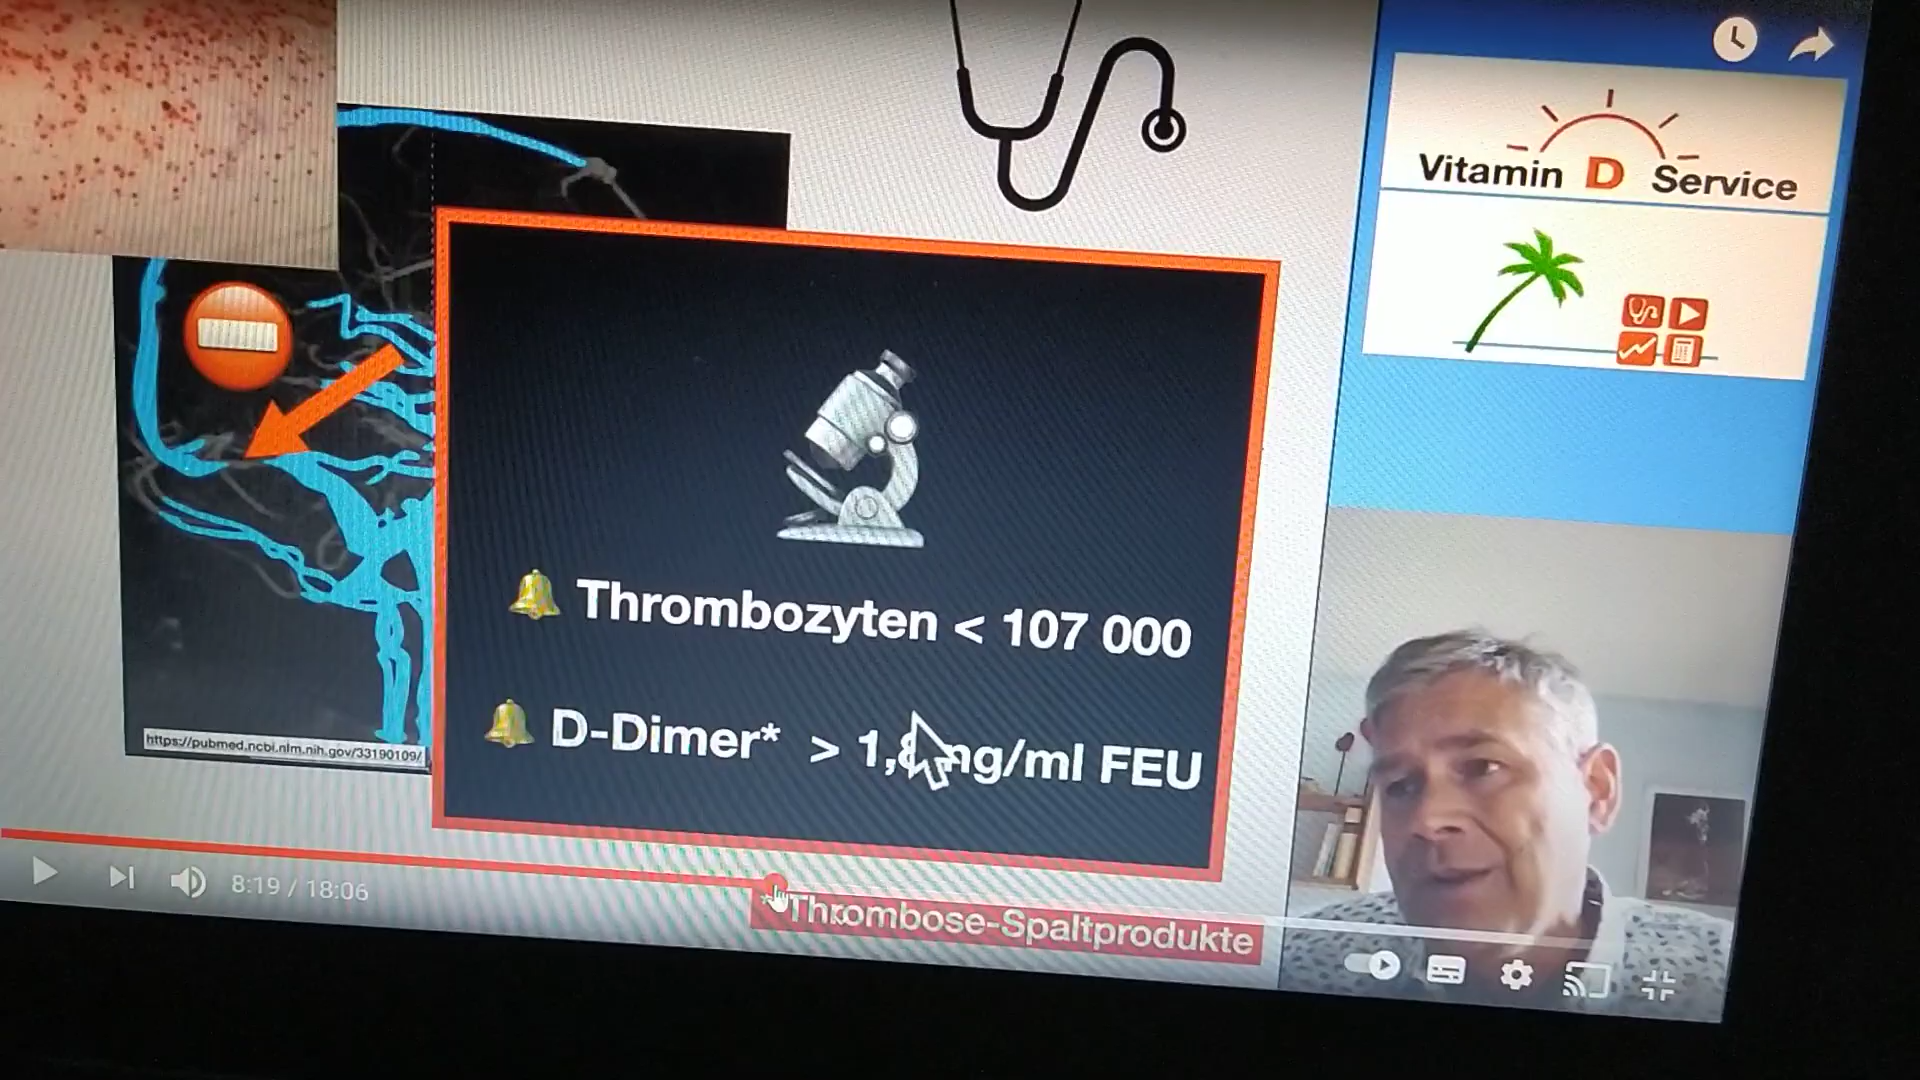 Vitamin D Service
Thrombozyten < 107 000
D-Dimer* > 1, mg/ml FEU
https://pubmed.ncbi.nlm.nih.gov/33190109/
8:19 / 18:06
Thrombose-Spaltprodukte